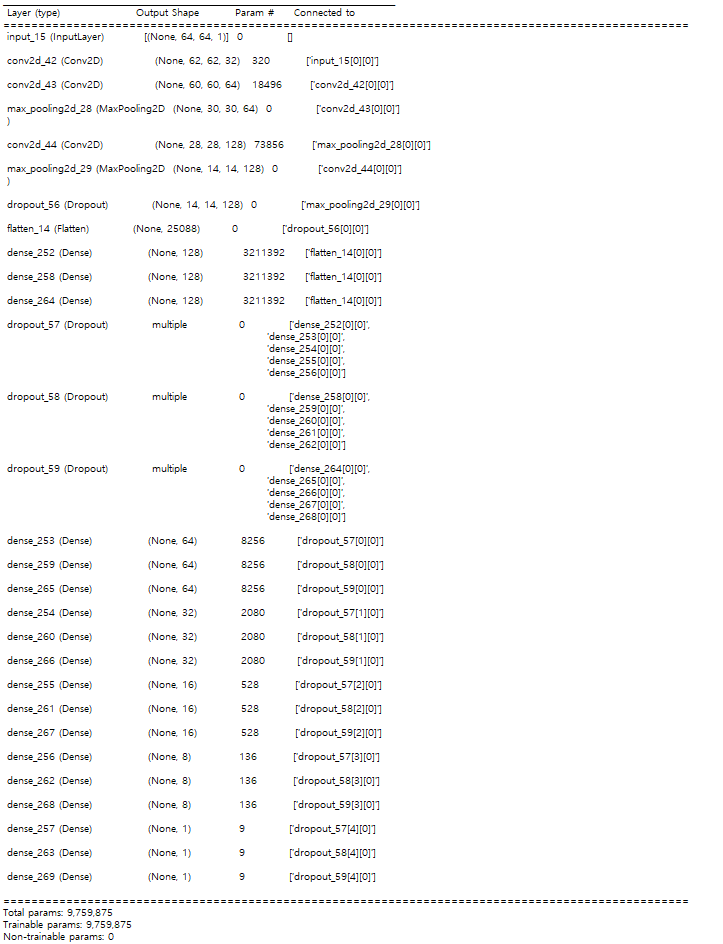 Layer (type) Output Shape Param # Connected to
==================================================================================================
input_15 (InputLayer) [(None, 64, 64, 1)] 0 []
conv2d_42 (Conv2D) (None, 62, 62, 32) 320 ['input_15[0][0]']
conv2d_43 (Conv2D) (None, 60, 60, 64) 18496 ['conv2d_42[0][0]']
max_pooling2d_28 (MaxPooling2D (None, 30, 30, 64) 0 ['conv2d_43[0][0]']
)
conv2d_44 (Conv2D) (None, 28, 28, 128) 73856 ['max_pooling2d_28[0][0]']
max_pooling2d_29 (MaxPooling2D (None, 14, 14, 128) 0 ['conv2d_44[0][0]']
)
dropout_56 (Dropout) (None, 14, 14, 128) 0 ['max_pooling2d_29[0][0]']
flatten_14 (Flatten) (None, 25088) 0 ['dropout_56[0][0]']
dense_252 (Dense) (None, 128) 3211392 ['flatten_14[0][0]']
dense_258 (Dense) (None, 128) 3211392 ['flatten_14[0][0]']
dense_264 (Dense) (None, 128) 3211392 ['flatten_14[0][0]']
dropout_57 (Dropout) multiple 0 ['dense_252[0][0]',
'dense_253[0][0]',
'dense_254[0][0]',
'dense_255[0][0]',
'dense_256[0][0]']
dropout_58 (Dropout) multiple 0 ['dense_258[0][0]',
'dense_259[0][0]',
'dense_260[0][0]',
'dense_261[0][0]',
'dense_262[0][0]']
dropout_59 (Dropout) multiple 0 ['dense_264[0][0]',
'dense_265[0][0]',
'dense_266[0][0]',
'dense_267[0][0]',
'dense_268[0][0]']
dense_253 (Dense) (None, 64) 8256 ['dropout_57[0][0]']
dense_259 (Dense) (None, 64) 8256 ['dropout_58[0][0]']
dense_265 (Dense) (None, 64) 8256 ['dropout_59[0][0]']
dense_254 (Dense) (None, 32) 2080 ['dropout_57[1][0]']
dense_260 (Dense) (None, 32) 2080 ['dropout_58[1][0]']
dense_266 (Dense) (None, 32) 2080 ['dropout_59[1][0]']
dense_255 (Dense) (None, 16) 528 ['dropout_57[2][0]']
dense_261 (Dense) (None, 16) 528 ['dropout_58[2][0]']
dense_267 (Dense) (None, 16) 528 ['dropout_59[2][0]']
dense_256 (Dense) (None, 8) 136 ['dropout_57[3][0]']
dense_262 (Dense) (None, 8) 136 ['dropout_58[3][0]']
dense_268 (Dense) (None, 8) 136 ['dropout_59[3][0]']
dense_257 (Dense) (None, 1) 9 ['dropout_57[4][0]']
dense_263 (Dense) (None, 1) 9 ['dropout_58[4][0]']
dense_269 (Dense) (None, 1) 9 ['dropout_59[4][0]']
==================================================================================================
Total params: 9,759,875
Trainable params: 9,759,875
Non-trainable params: 0